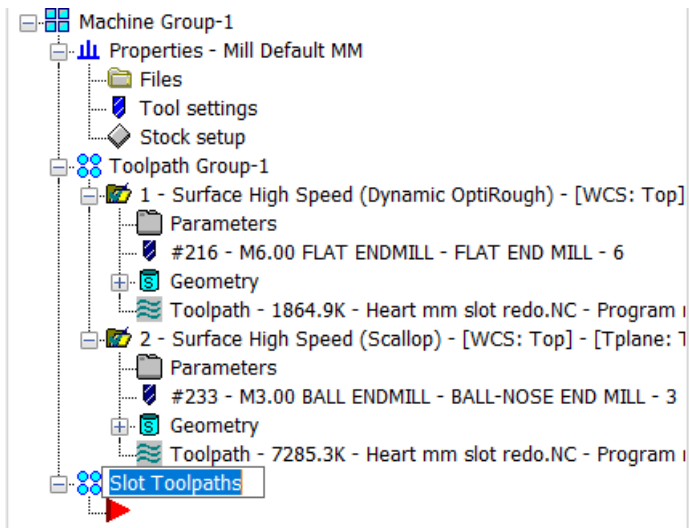 Machine Group-1
Properties - Mill Default MM
Files
Tool settings
Stock setup
Toolpath Group-1
1 - Surface High Speed (Dynamic OptiRough) - [WCS: Top]
Parameters
#216 - M6.00 FLAT ENDMILL - FLAT END MILL - 6
Geometry
Toolpath - 1864.9K - Heart mm slot redo.NC - Program
2 - Surface High Speed (Scallop) - [WCS: Top] - [Tplane:
Parameters
#233 - M3.00 BALL ENDMILL - BALL-NOSE END MILL - 3
Geometry
Toolpath - 7285.3K - Heart mm slot redo.NC - Program
Slot Toolpaths